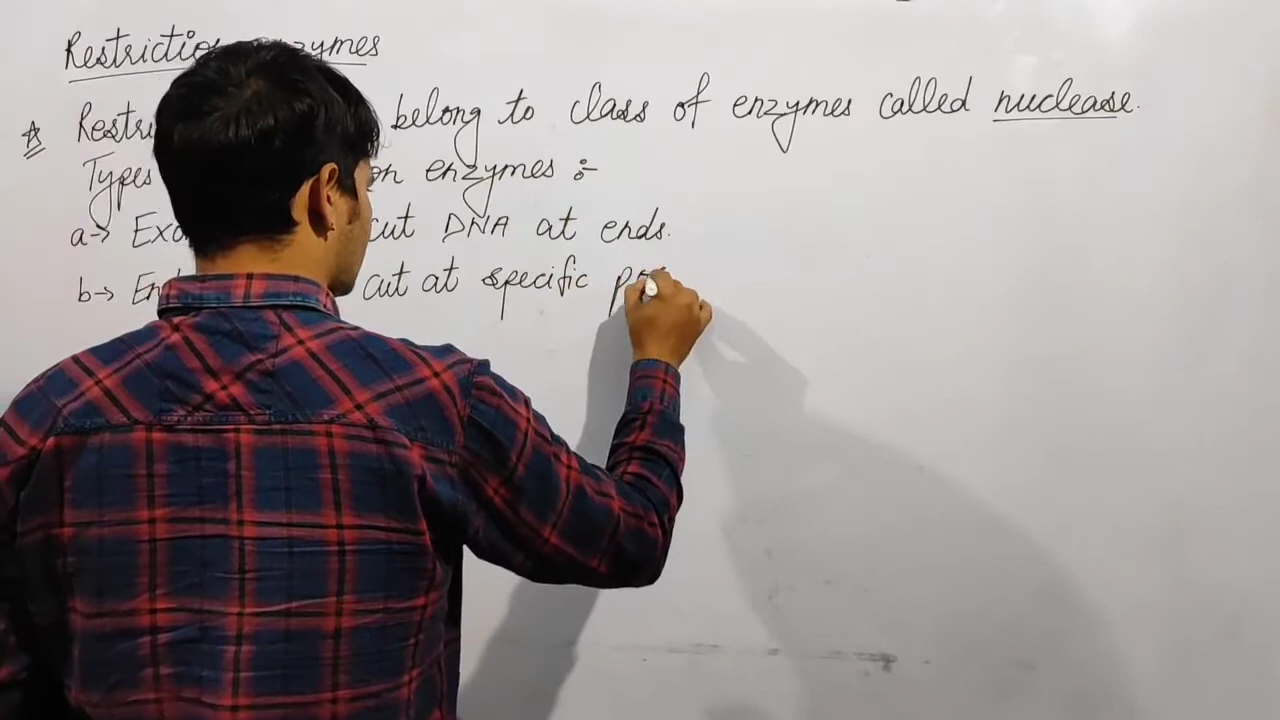 Restriction enzymes
Restri belong to class of enzymes called nuclease.
Types on enzymes :-
a→ Exo cut DNA at ends.
b→ En cut at specific